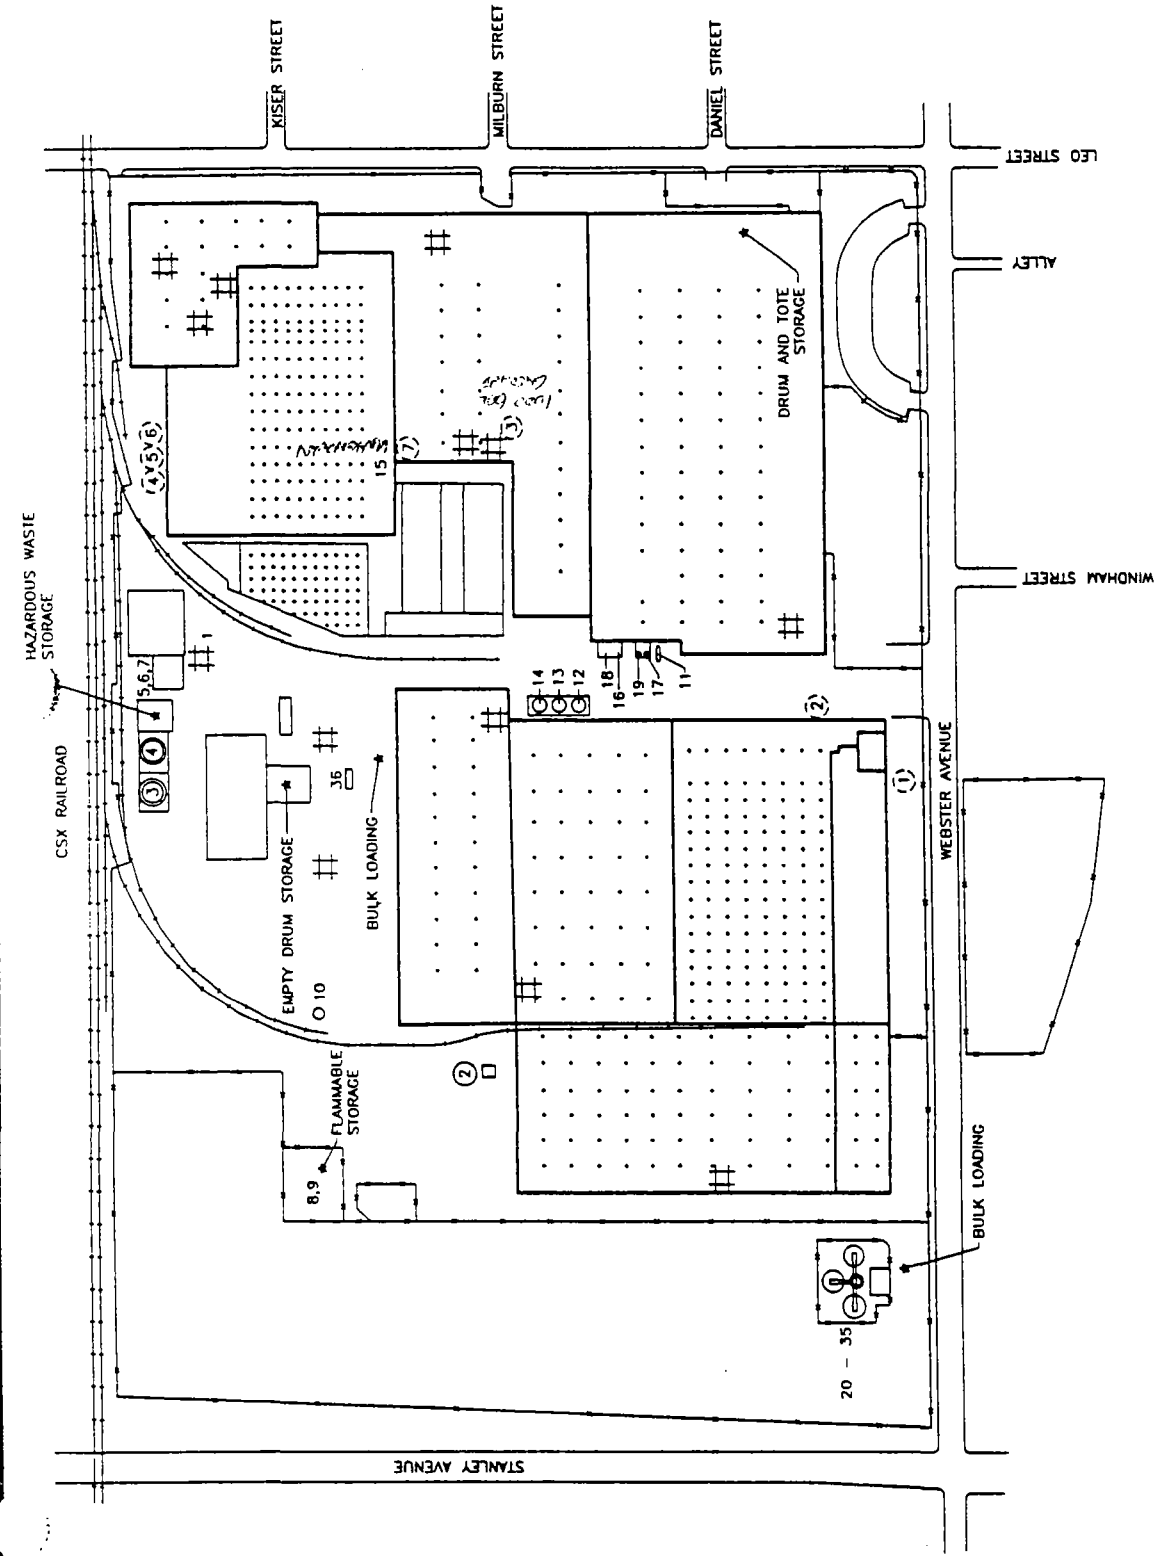 KISER STREET
MILBURN STREET
DANIEL STREET
LEO STREET
ALLEY
WINDHAM STREET
WEBSTER AVENUE
STANLEY AVENUE
CSX RAILROAD
HAZARDOUS WASTE
STORAGE
4 5 6
15
7
3
1000 GAL
DRUM AND TOTE
STORAGE
5,6,7
1
3
4
14
13
12
18
16
19
17
11
2
1
36
EMPTY DRUM STORAGE
BULK LOADING
10
2
FLAMMABLE
STORAGE
8,9
20 - 35
BULK LOADING